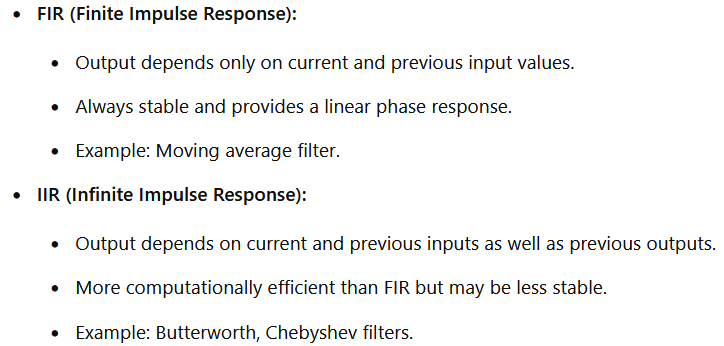 • FIR (Finite Impulse Response):
• Output depends only on current and previous input values.
• Always stable and provides a linear phase response.
• Example: Moving average filter.
• IIR (Infinite Impulse Response):
• Output depends on current and previous inputs as well as previous outputs.
• More computationally efficient than FIR but may be less stable.
• Example: Butterworth, Chebyshev filters.